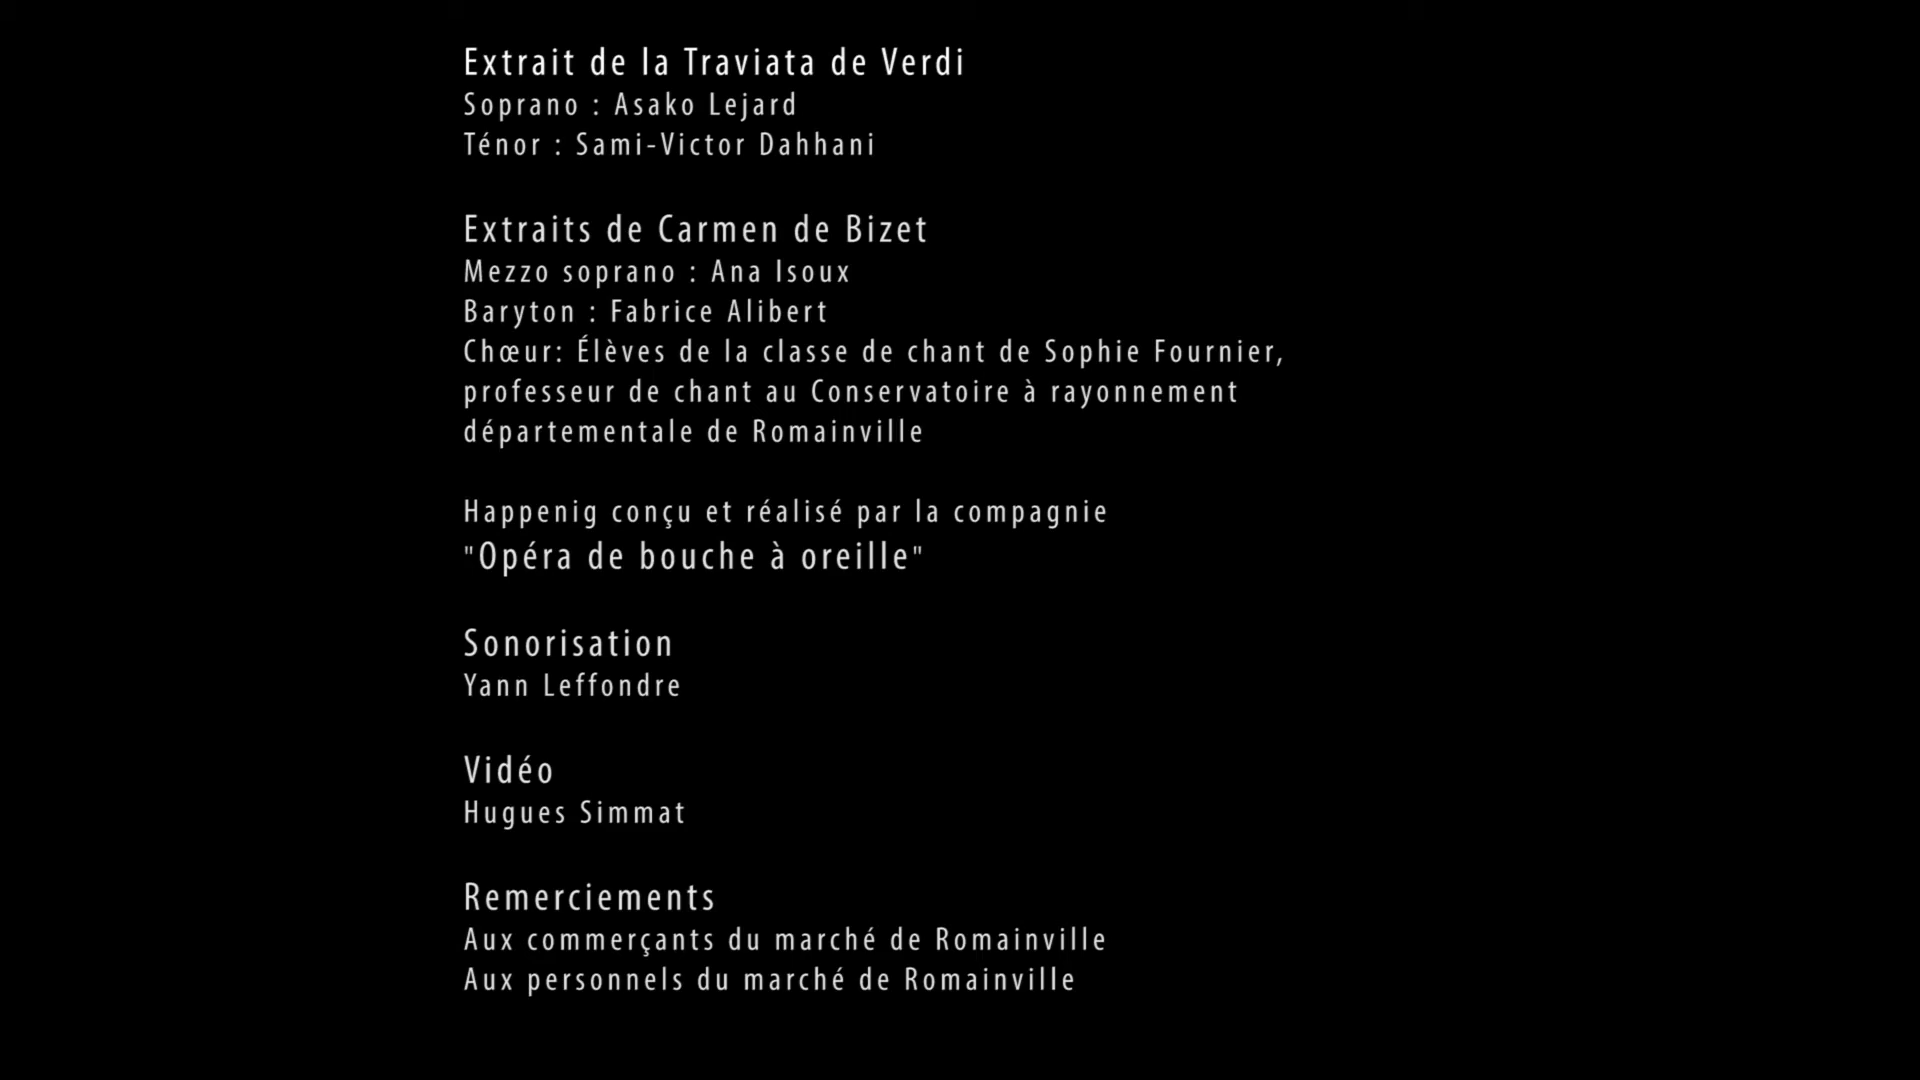 Extrait de la Traviata de Verdi
Soprano : Asako Lejard
Ténor : Sami-Victor Dahhani
Extraits de Carmen de Bizet
Mezzo soprano : Ana Isoux
Baryton : Fabrice Alibert
Chœur: Élèves de la classe de chant de Sophie Fournier,
professeur de chant au Conservatoire à rayonnement
départementale de Romainville
Happenig conçu et réalisé par la compagnie
"Opéra de bouche à oreille"
Sonorisation
Yann Leffondre
Vidéo
Hugues Simmat
Remerciements
Aux commerçants du marché de Romainville
Aux personnels du marché de Romainville